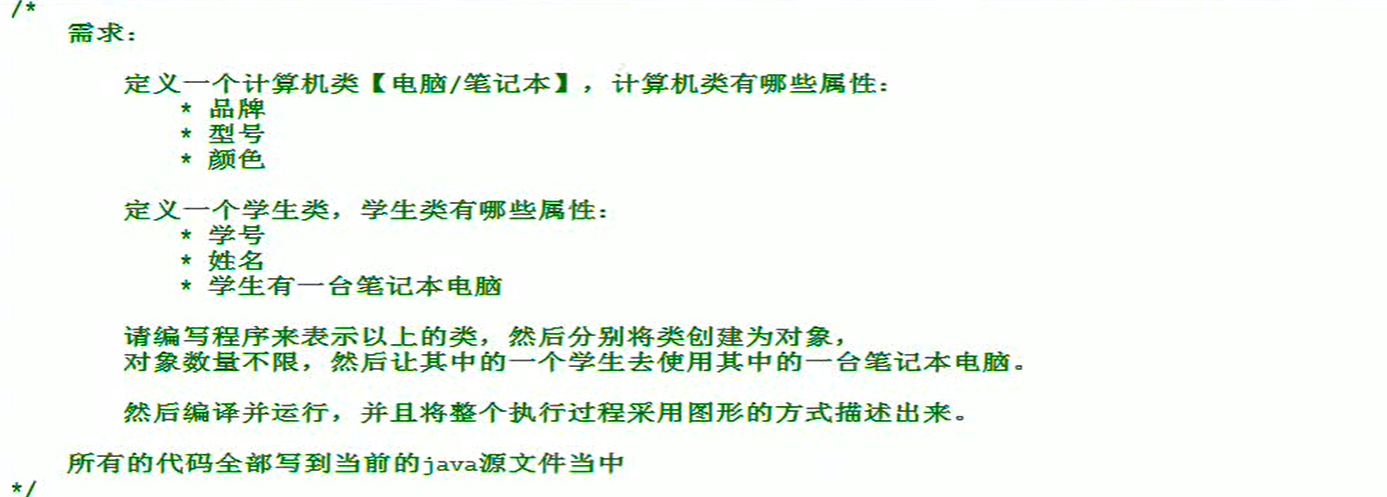 /*
需求：
定义一个计算机类【电脑/笔记本】，计算机类有哪些属性：
* 品牌
* 型号
* 颜色
定义一个学生类，学生类有哪些属性：
* 学号
* 姓名
* 学生有一台笔记本电脑
请编写程序来表示以上的类，然后分别将类创建为对象，
对象数量不限，然后让其中的一个学生去使用其中的一台笔记本电脑。
然后编译并运行，并且将整个执行过程采用图形的方式描述出来。
所有的代码全部写到当前的java源文件当中
*/